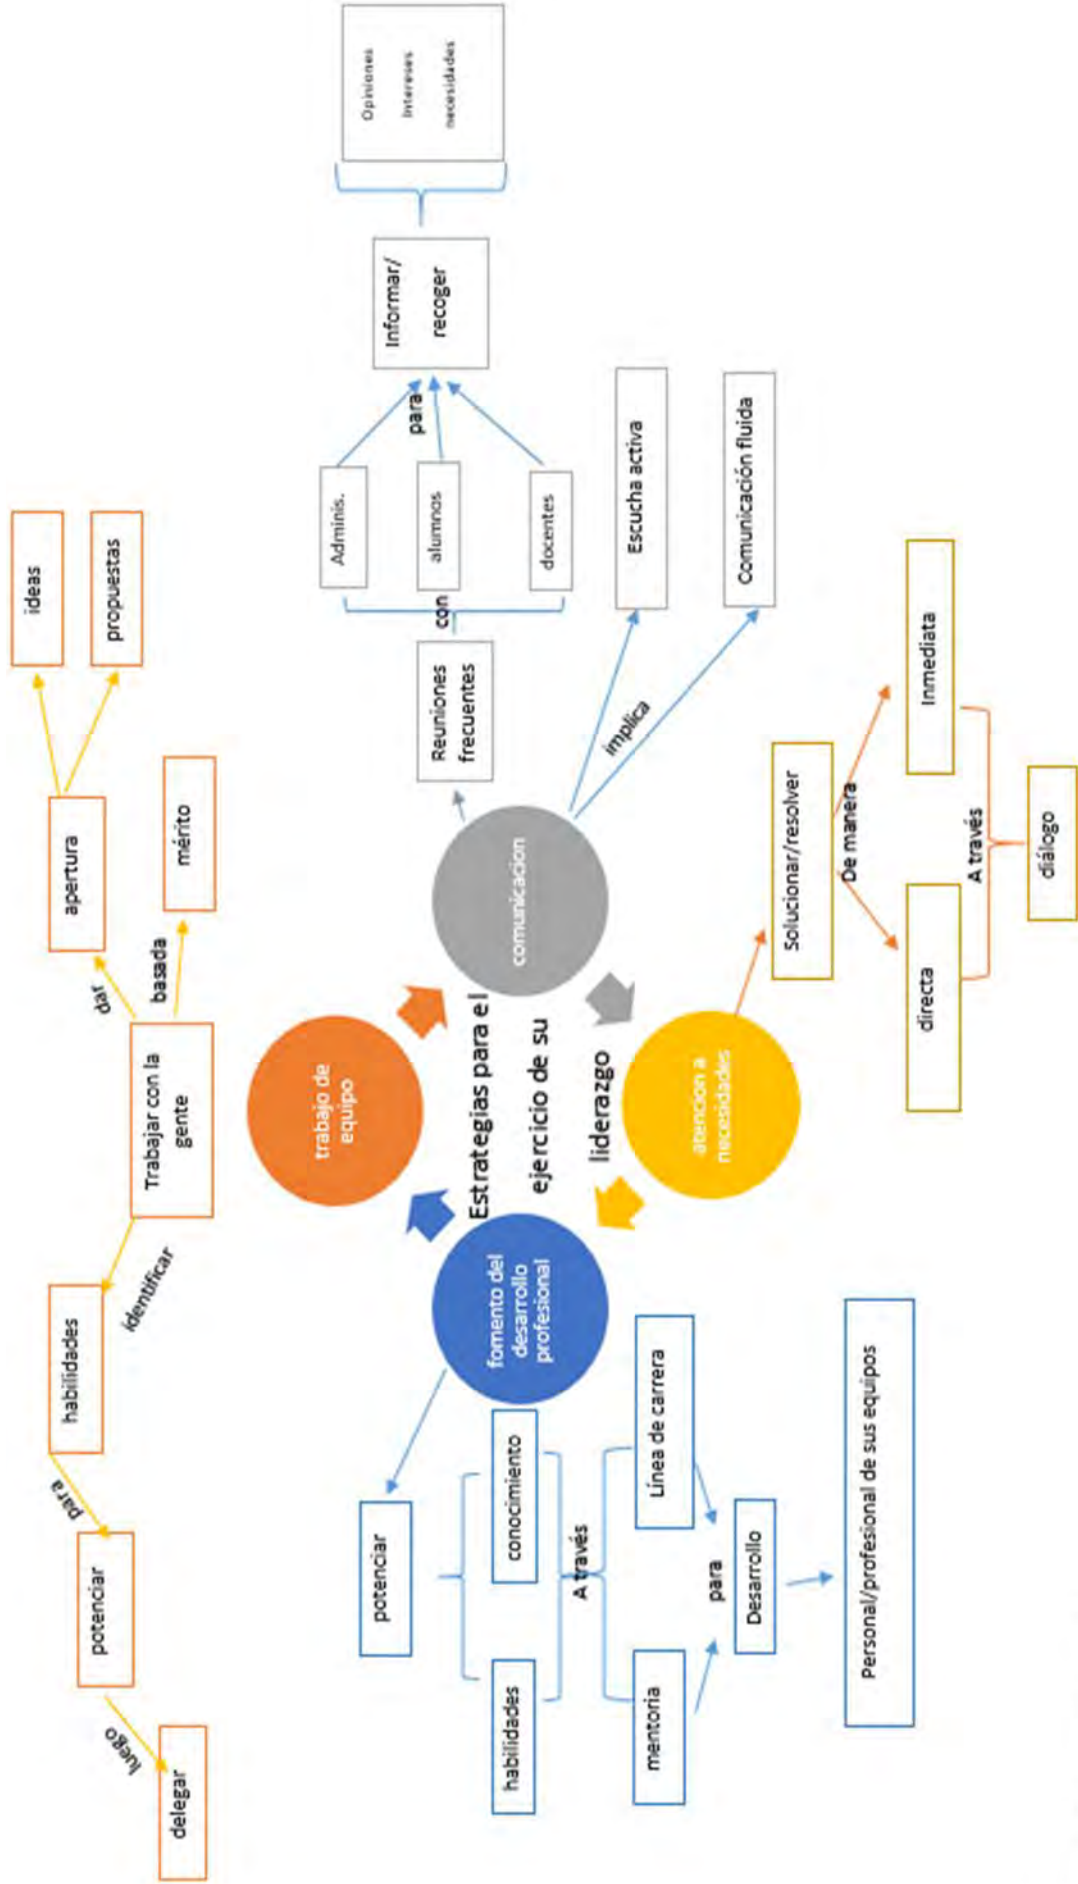 ideas
propuestas
apertura
mérito
dar
basada
Trabajar con la
gente
identificar
habilidades
para
potenciar
luego
delegar
trabajo de
equipo
Estrategias para el
ejercicio de su
liderazgo
comunicacion
Reuniones
frecuentes
con
Adminis.
alumnos
docentes
para
Informar/
recoger
Opiniones
Intereses
necesidades
implica
Escucha activa
Comunicación fluida
atencion a
necesidades
Solucionar/resolver
De manera
directa
Inmediata
A través
diálogo
fomento del
desarrollo
profesional
potenciar
habilidades
conocimiento
A través
mentoria
Línea de carrera
para
Desarrollo
Personal/profesional de sus equipos